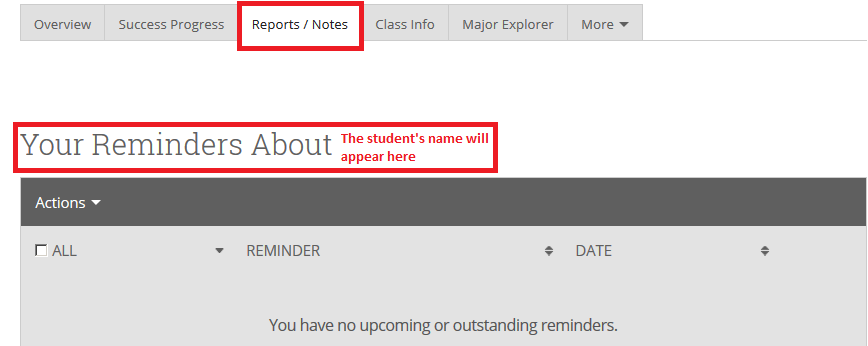 Overview Success Progress Reports / Notes Class Info Major Explorer More
Your Reminders About The student's name will
appear here
Actions
ALL REMINDER DATE
You have no upcoming or outstanding reminders.